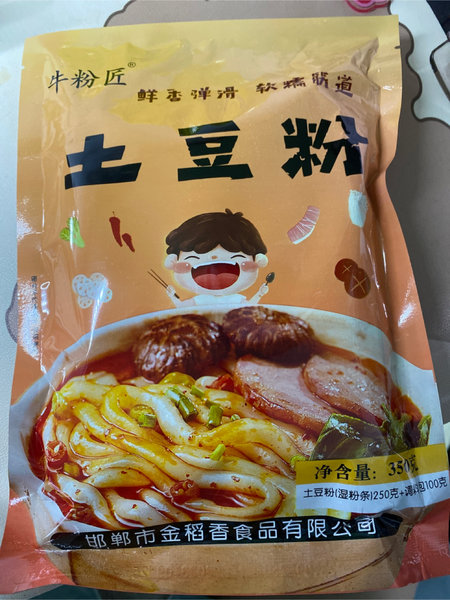 牛粉匠®
鲜香弹滑 软糯筋道
土豆粉
净含量：350克
土豆粉(湿粉条)250克+调料包100克
邯郸市金稻香食品有限公司